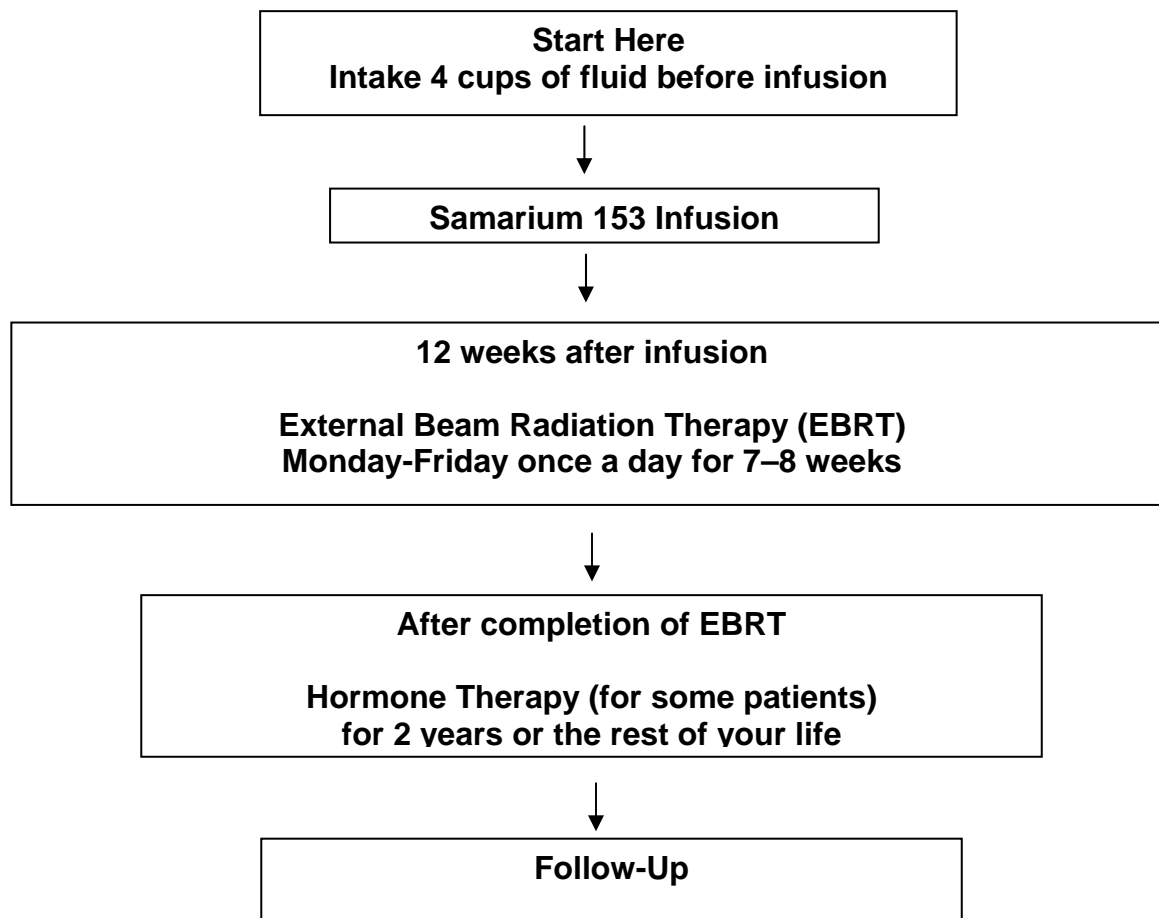 Start Here
Intake 4 cups of fluid before infusion
Samarium 153 Infusion
12 weeks after infusion
External Beam Radiation Therapy (EBRT)
Monday-Friday once a day for 7–8 weeks
After completion of EBRT
Hormone Therapy (for some patients)
for 2 years or the rest of your life
Follow-Up